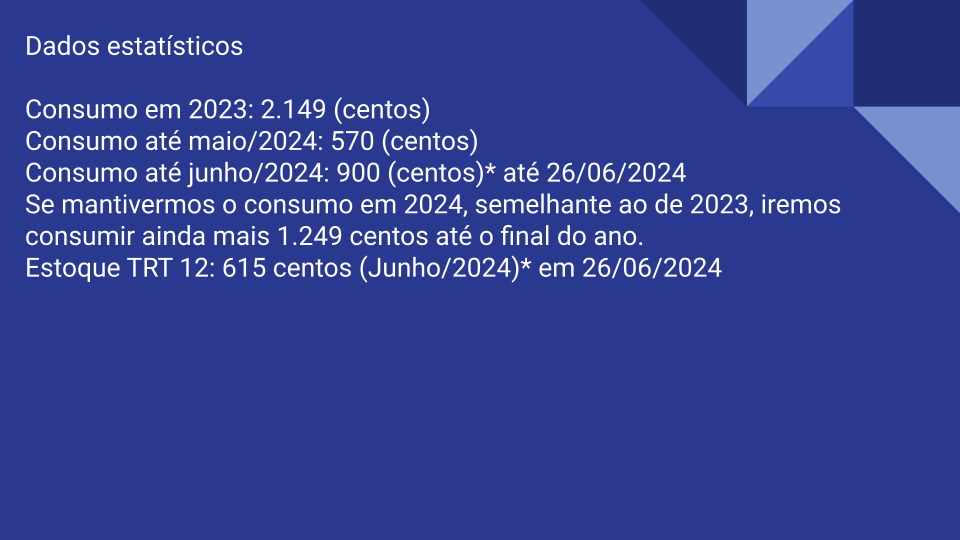 Dados estatísticos
Consumo em 2023: 2.149 (centos)
Consumo até maio/2024: 570 (centos)
Consumo até junho/2024: 900 (centos)* até 26/06/2024
Se mantivermos o consumo em 2024, semelhante ao de 2023, iremos
consumir ainda mais 1.249 centos até o final do ano.
Estoque TRT 12: 615 centos (Junho/2024)* em 26/06/2024